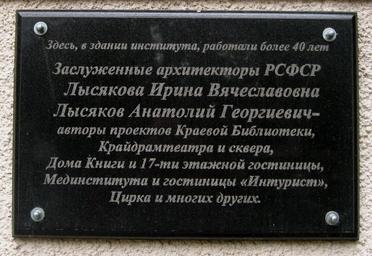 Здесь, в здании института, работали более 40 лет
Заслуженные архитекторы РСФСР
Лысякова Ирина Вячеславовна
Лысяков Анатолий Георгиевич-
авторы проектов Краевой Библиотеки,
Крайдрамтеатра и сквера,
Дома Книги и 17-ти этажной гостиницы,
Мединститута и гостиницы «Интурист»,
Цирка и многих других.